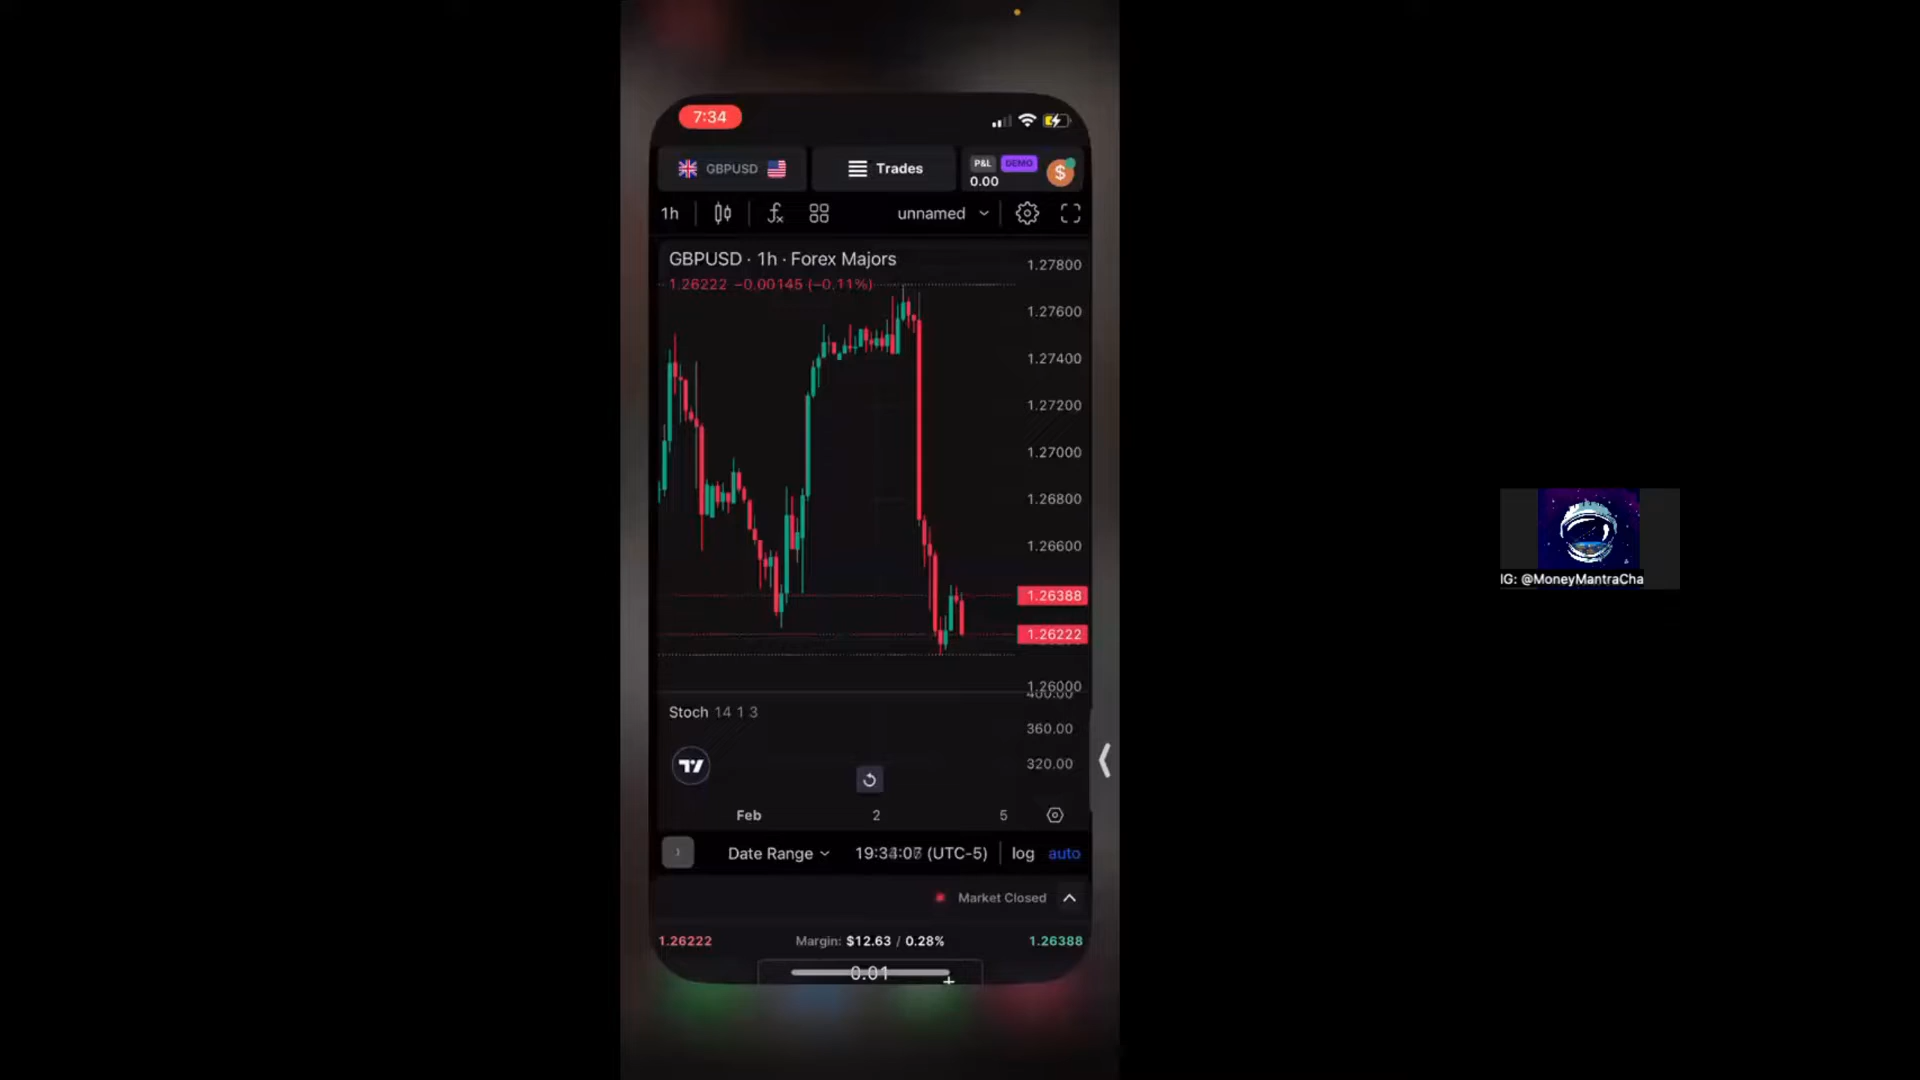 7:34
GBPUSD
Trades
P&L DEMO
0.00
$
1h
unnamed
GBPUSD · 1h · Forex Majors
1.26222 −0.00145 (−0.11%)
1.27800
1.27600
1.27400
1.27200
1.27000
1.26800
1.26600
1.26388
1.26222
1.26000
400.00
Stoch 14 1 3
360.00
320.00
Feb 2 5
Date Range
(UTC-5) log auto
Market Closed
1.26222 Margin: $12.63 / 0.28% 1.26388
0.01 +
IG: @MoneyMantraCha